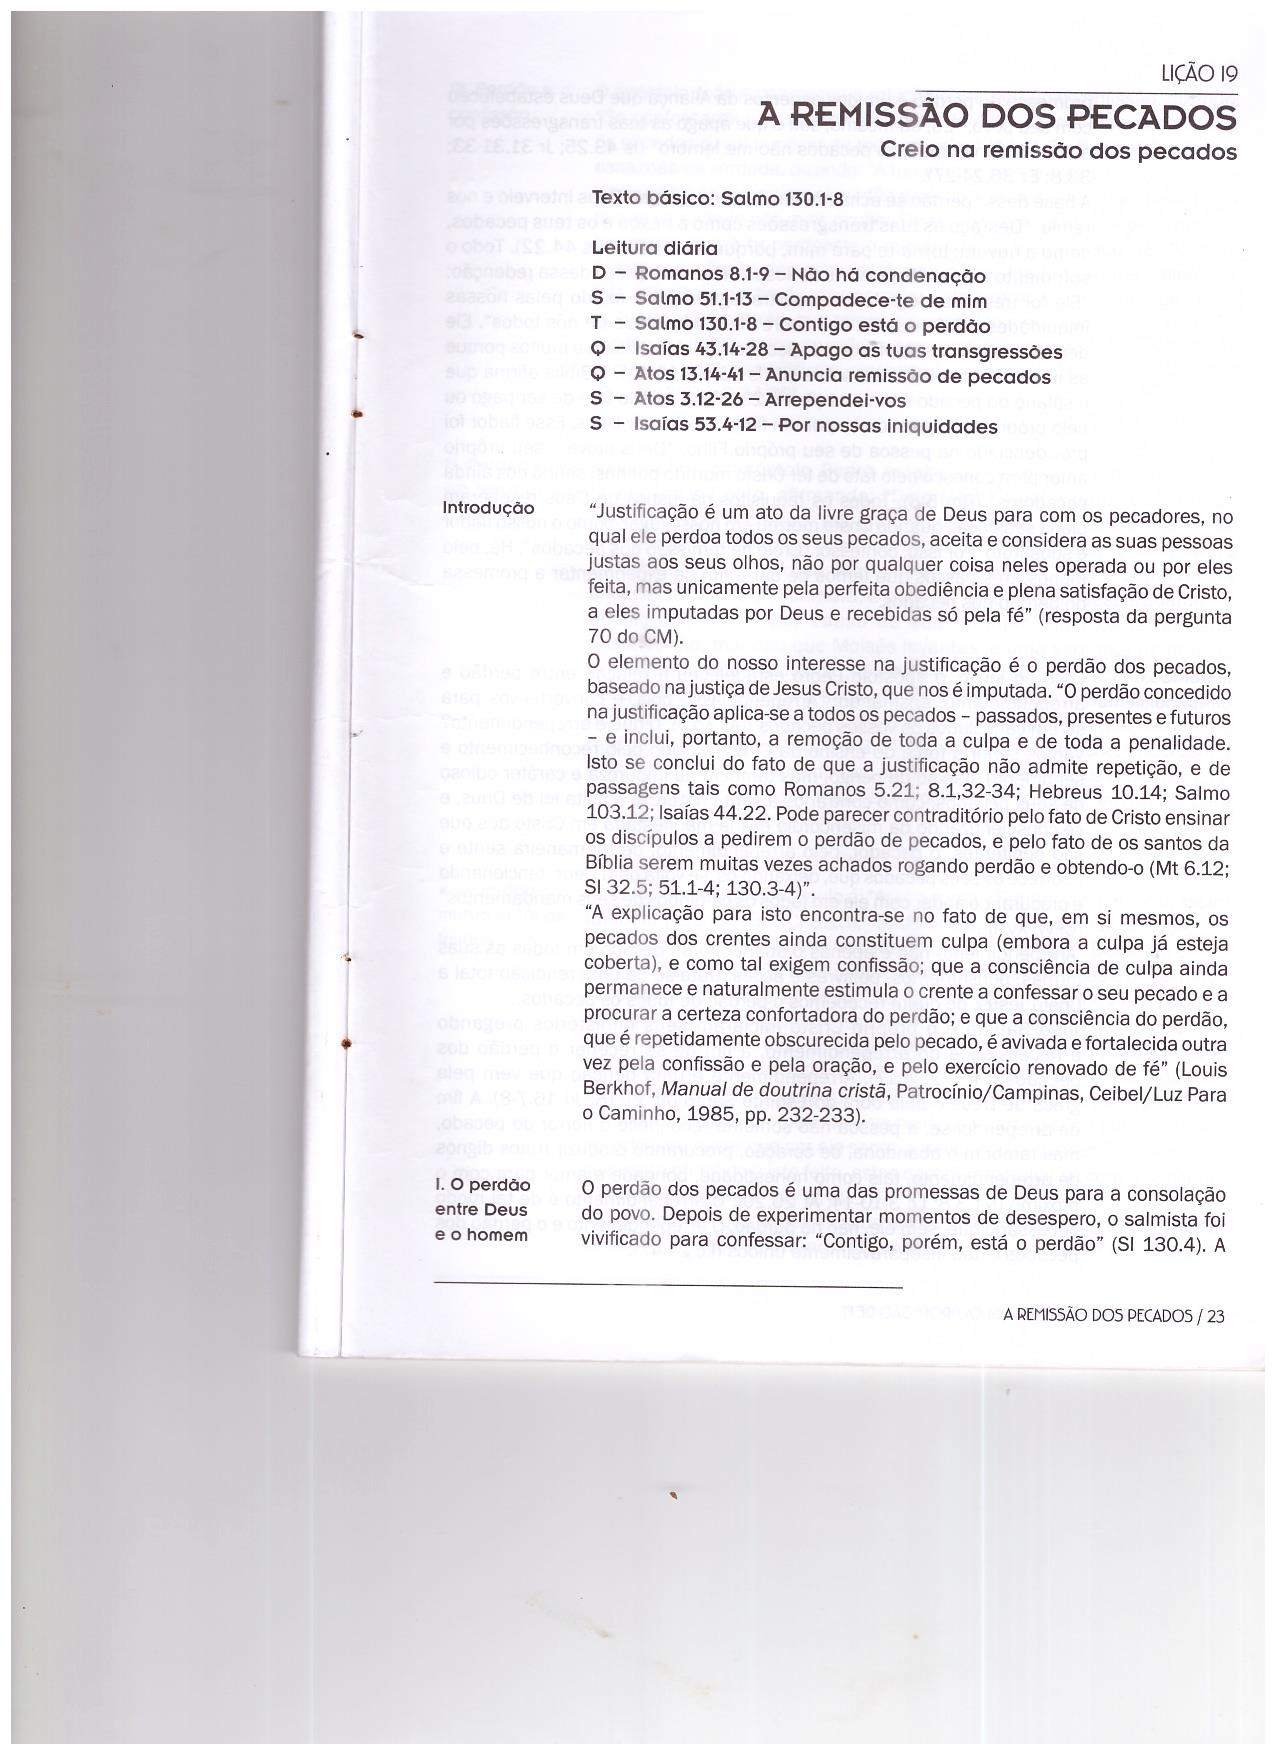 LIÇÃO 19
A REMISSÃO DOS PECADOS
Creio na remissão dos pecados
Texto básico: Salmo 130.1-8
Leitura diária
D – Romanos 8.1-9 – Não há condenação
S – Salmo 51.1-13 – Compadece-te de mim
T – Salmo 130.1-8 – Contigo está o perdão
Q – Isaías 43.14-28 – Apago as tuas transgressões
Q – Atos 13.14-41 – Anuncia remissão de pecados
S – Atos 3.12-26 – Arrependei-vos
S – Isaías 53.4-12 – Por nossas iniquidades
Introdução
“Justificação é um ato da livre graça de Deus para com os pecadores, no
qual ele perdoa todos os seus pecados, aceita e considera as suas pessoas
justas aos seus olhos, não por qualquer coisa neles operada ou por eles
feita, mas unicamente pela perfeita obediência e plena satisfação de Cristo,
a eles imputadas por Deus e recebidas só pela fé” (resposta da pergunta
70 do CM).
O elemento do nosso interesse na justificação é o perdão dos pecados,
baseado na justiça de Jesus Cristo, que nos é imputada. “O perdão concedido
na justificação aplica-se a todos os pecados – passados, presentes e futuros
– e inclui, portanto, a remoção de toda a culpa e de toda a penalidade.
Isto se conclui do fato de que a justificação não admite repetição, e de
passagens tais como Romanos 5.21; 8.1,32-34; Hebreus 10.14; Salmo
103.12; Isaías 44.22. Pode parecer contraditório pelo fato de Cristo ensinar
os discípulos a pedirem o perdão de pecados, e pelo fato de os santos da
Bíblia serem muitas vezes achados rogando perdão e obtendo-o (Mt 6.12;
Sl 32.5; 51.1-4; 130.3-4)”.
“A explicação para isto encontra-se no fato de que, em si mesmos, os
pecados dos crentes ainda constituem culpa (embora a culpa já esteja
coberta), e como tal exigem confissão; que a consciência de culpa ainda
permanece e naturalmente estimula o crente a confessar o seu pecado e a
procurar a certeza confortadora do perdão; e que a consciência do perdão,
que é repetidamente obscurecida pelo pecado, é avivada e fortalecida outra
vez pela confissão e pela oração, e pelo exercício renovado de fé” (Louis
Berkhof, Manual de doutrina cristã, Patrocínio/Campinas, Ceibel/Luz Para
o Caminho, 1985, pp. 232-233).
I. O perdão
entre Deus
e o homem
O perdão dos pecados é uma das promessas de Deus para a consolação
do povo. Depois de experimentar momentos de desespero, o salmista foi
vivificado para confessar: “Contigo, porém, está o perdão” (Sl 130.4). A
A REMISSÃO DOS PECADOS / 23